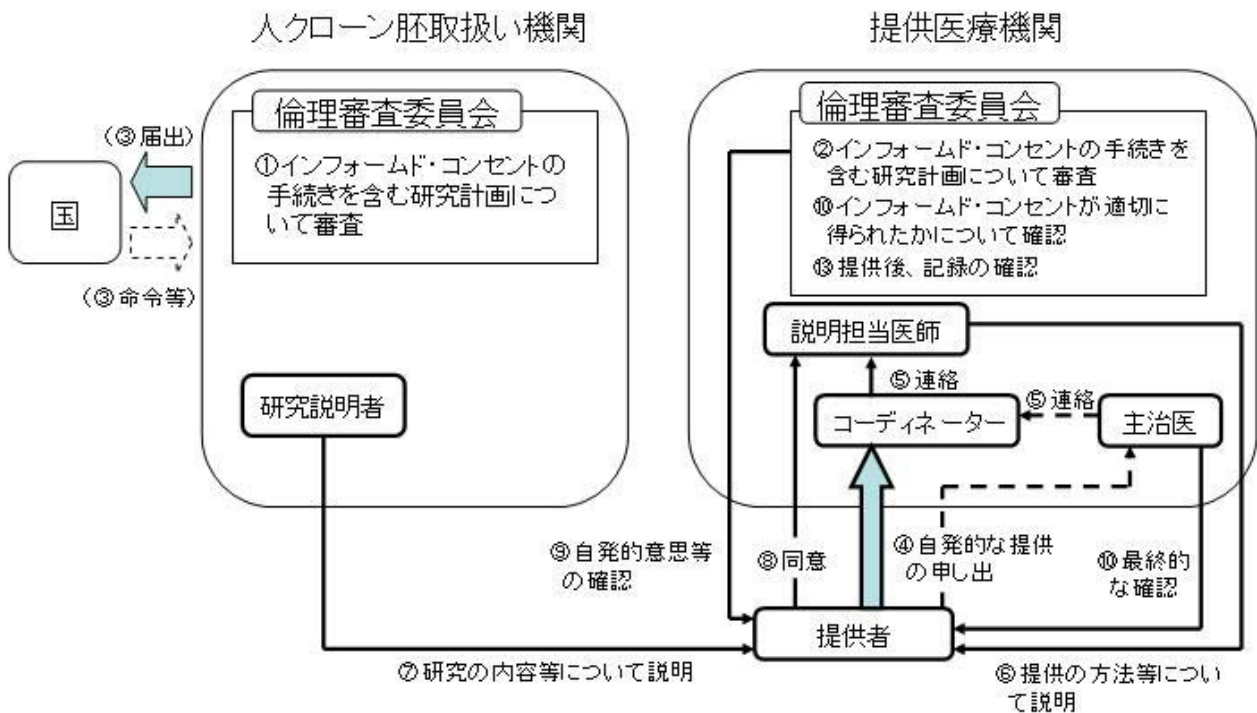 人クローン胚取扱い機関
提供医療機関
倫理審査委員会
①インフォームド・コンセントの
手続きを含む研究計画につ
いて審査
(③届出)
国
(③命令等)
研究説明者
倫理審査委員会
②インフォームド・コンセントの手続きを
含む研究計画について審査
⑩インフォームド・コンセントが適切に
得られたかについて確認
⑬提供後、記録の確認
説明担当医師
⑤連絡
コーディネーター
⑤連絡
主治医
⑨自発的意思等
の確認
⑧同意
④自発的な提供
の申し出
⑩最終的
な確認
提供者
⑦研究の内容等について説明
⑥提供の方法等につい
て説明